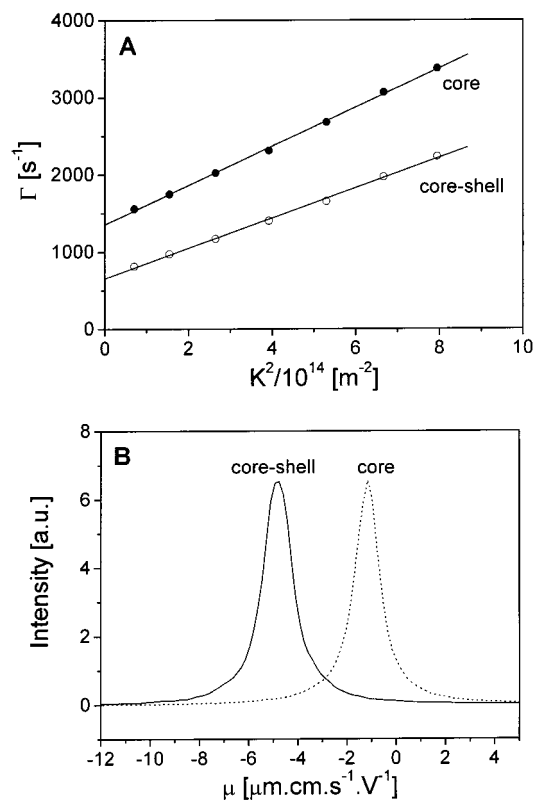 A
4000
3000
2000
1000
0
Γ [s⁻¹]
core
core-shell
0 2 4 6 8 10
K²/10¹⁴ [m⁻²]
B
8
6
4
2
0
Intensity [a.u.]
core-shell
core
-12 -10 -8 -6 -4 -2 0 2 4
μ [μm.cm.s⁻¹.V⁻¹]